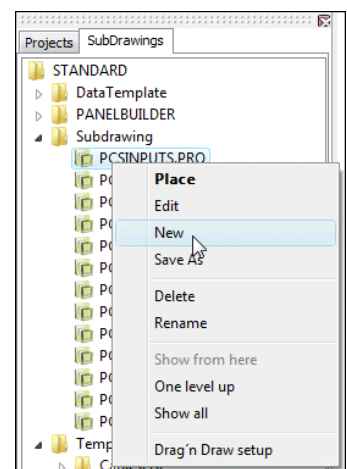 Projects SubDrawings
STANDARD
DataTemplate
PANELBUILDER
Subdrawing
PCSINPUTS.PRO
Place
Edit
New
Save As
Delete
Rename
Show from here
One level up
Show all
Drag´n Draw setup